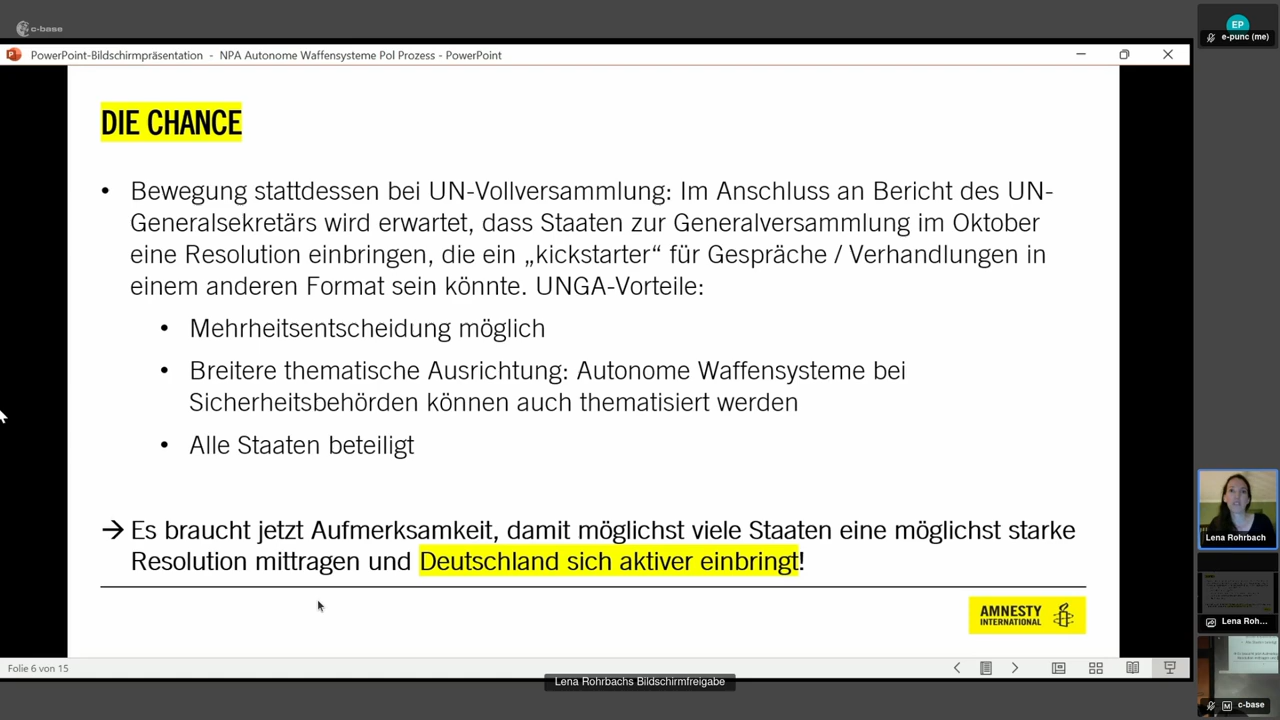 c-base
EP
e-punc (me)
PowerPoint-Bildschirmpräsentation - NPA Autonome Waffensysteme Pol Prozess - PowerPoint
DIE CHANCE
• Bewegung stattdessen bei UN-Vollversammlung: Im Anschluss an Bericht des UN-
Generalsekretärs wird erwartet, dass Staaten zur Generalversammlung im Oktober
eine Resolution einbringen, die ein „kickstarter“ für Gespräche / Verhandlungen in
einem anderen Format sein könnte. UNGA-Vorteile:
• Mehrheitsentscheidung möglich
• Breitere thematische Ausrichtung: Autonome Waffensysteme bei
Sicherheitsbehörden können auch thematisiert werden
• Alle Staaten beteiligt
→ Es braucht jetzt Aufmerksamkeit, damit möglichst viele Staaten eine möglichst starke
Resolution mittragen und Deutschland sich aktiver einbringt!
AMNESTY
INTERNATIONAL
Folie 6 von 15
Lena Rohrbachs Bildschirmfreigabe
Lena Rohrbach
Lena Roh...
M c-base